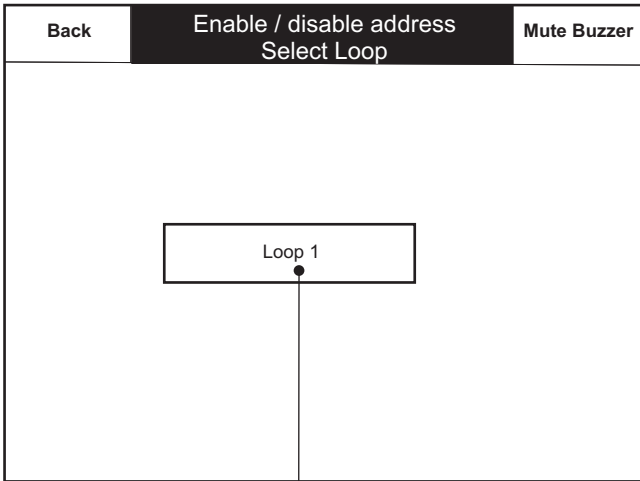 Back
Enable / disable address
Select Loop
Mute Buzzer
Loop 1